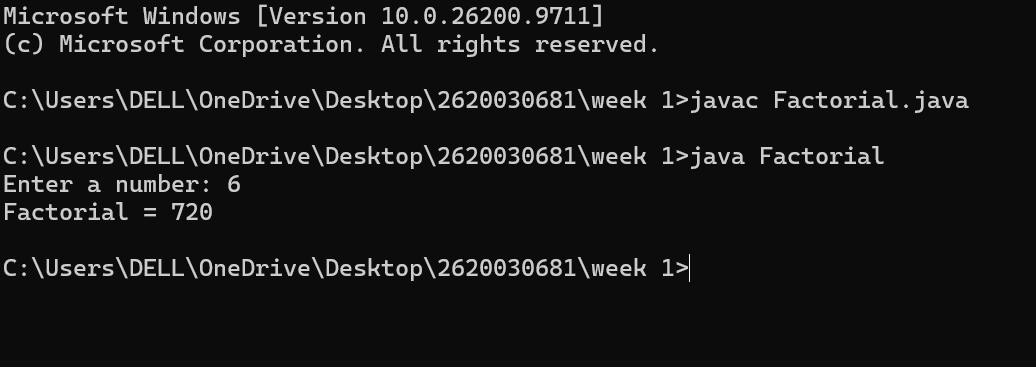 Microsoft Windows [Version 10.0.26200.9711]
(c) Microsoft Corporation. All rights reserved.
C:\Users\DELL\OneDrive\Desktop\2620030681\week 1>javac Factorial.java
C:\Users\DELL\OneDrive\Desktop\2620030681\week 1>java Factorial
Enter a number: 6
Factorial = 720
C:\Users\DELL\OneDrive\Desktop\2620030681\week 1>